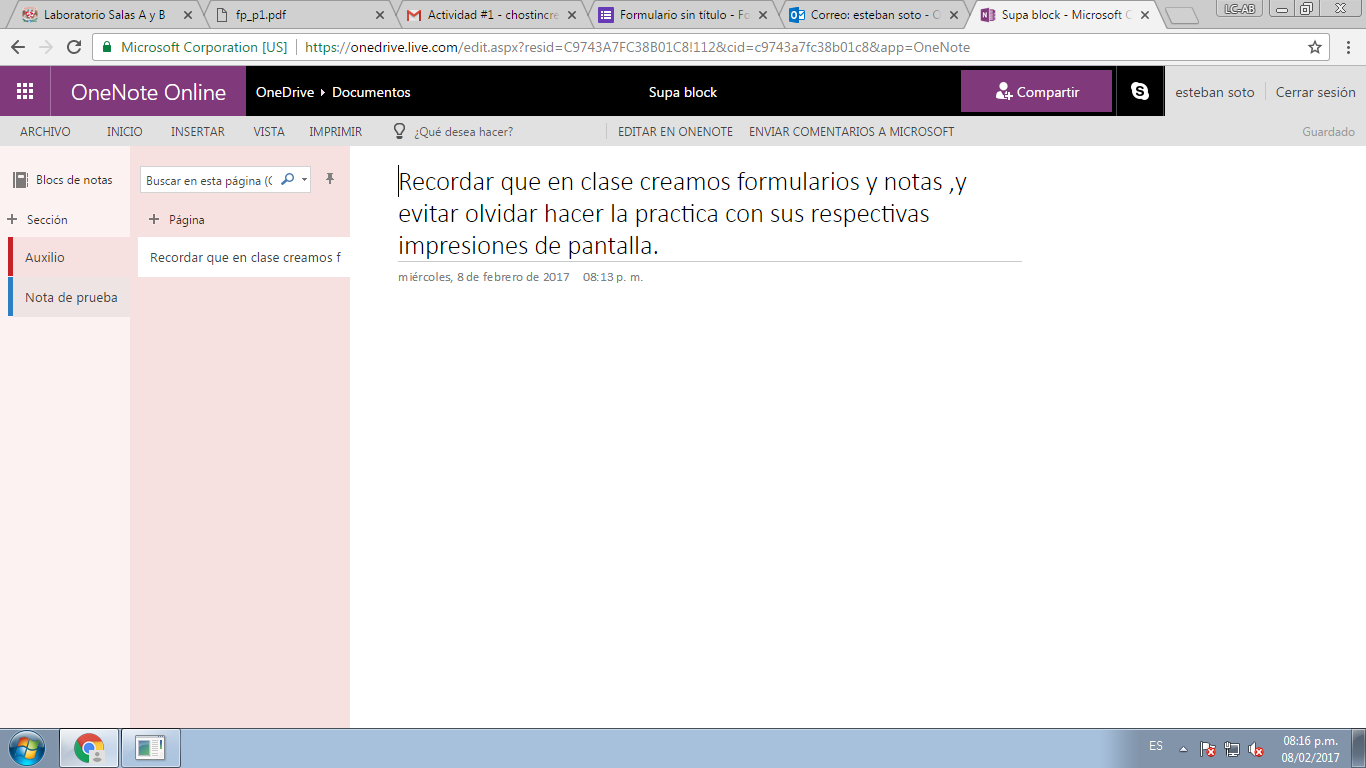 Laboratorio Salas A y B
fp_p1.pdf
Actividad #1 - chostincre
Formulario sin título - Fo
Correo: esteban soto - O
Supa block - Microsoft O
LC-AB
Microsoft Corporation [US]
https://onedrive.live.com/edit.aspx?resid=C9743A7FC38B01C8!112&cid=c9743a7fc38b01c8&app=OneNote
OneNote Online
OneDrive
Documentos
Supa block
Compartir
esteban soto
Cerrar sesión
ARCHIVO
INICIO
INSERTAR
VISTA
IMPRIMIR
¿Qué desea hacer?
EDITAR EN ONENOTE
ENVIAR COMENTARIOS A MICROSOFT
Guardado
Blocs de notas
Buscar en esta página (C
Sección
Página
Auxilio
Recordar que en clase creamos f
Nota de prueba
Recordar que en clase creamos formularios y notas ,y
evitar olvidar hacer la practica con sus respectivas
impresiones de pantalla.
miércoles, 8 de febrero de 2017
08:13 p. m.
ES
08:16 p.m.
08/02/2017